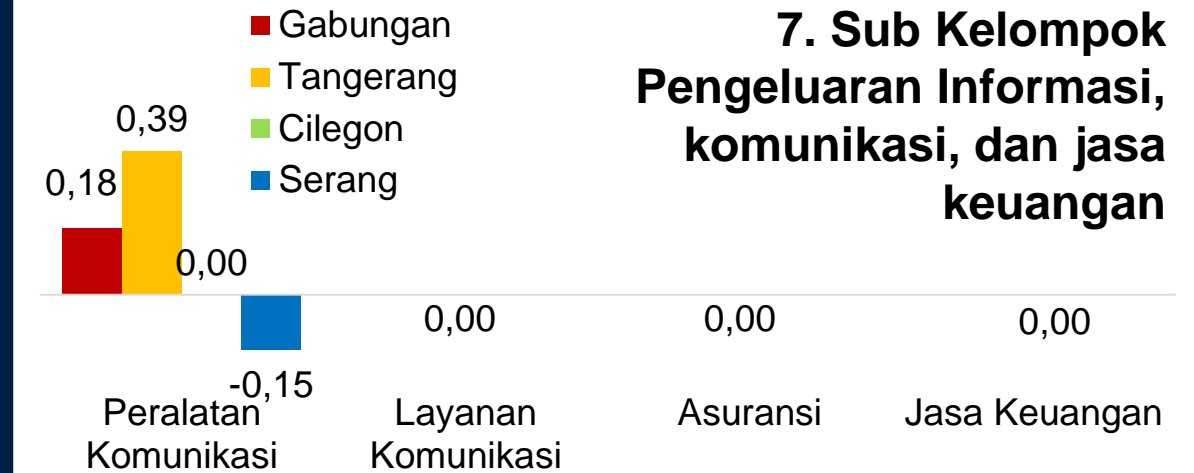 Gabungan
Tangerang
Cilegon
Serang
7. Sub Kelompok
Pengeluaran Informasi,
komunikasi, dan jasa
keuangan
0,18
0,39
0,00
-0,15
0,00
0,00
0,00
Peralatan
Komunikasi
Layanan
Komunikasi
Asuransi
Jasa Keuangan